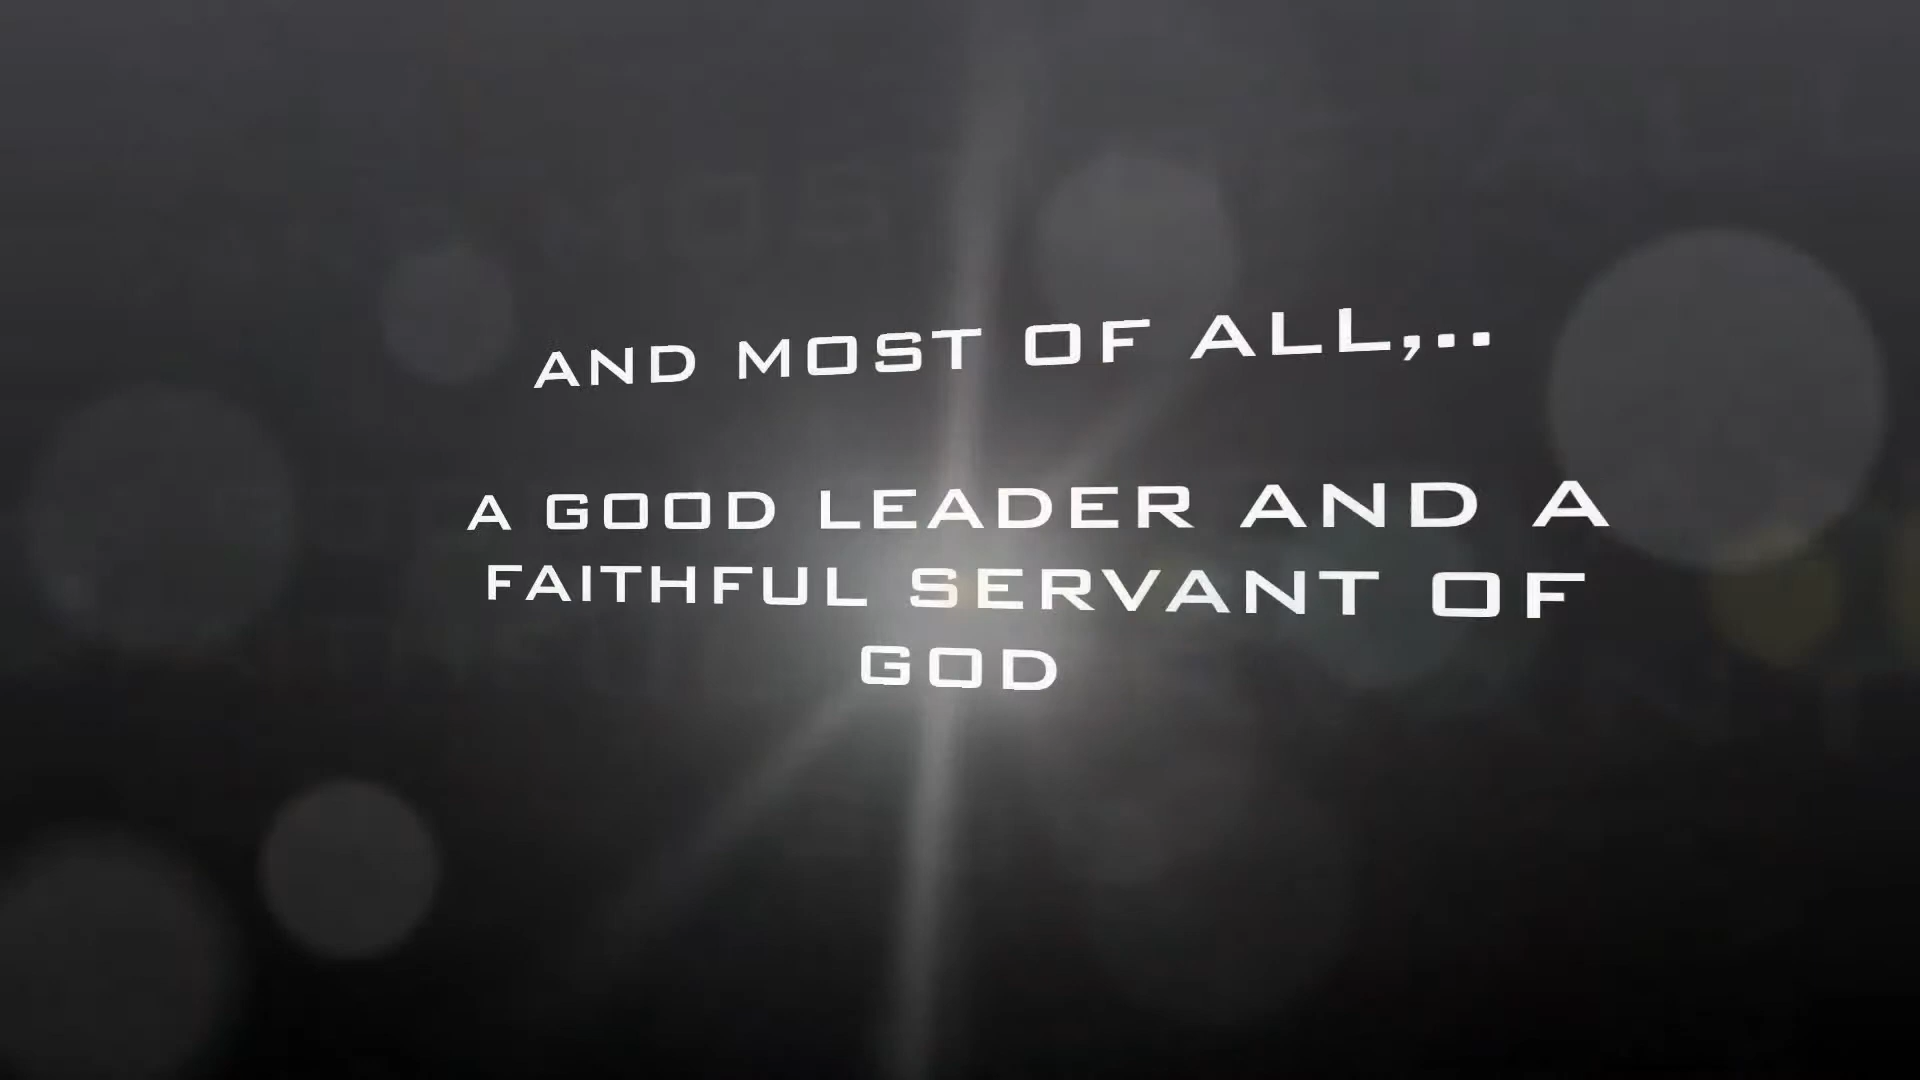 AND MOST OF ALL,..
A GOOD LEADER AND A
FAITHFUL SERVANT OF
GOD